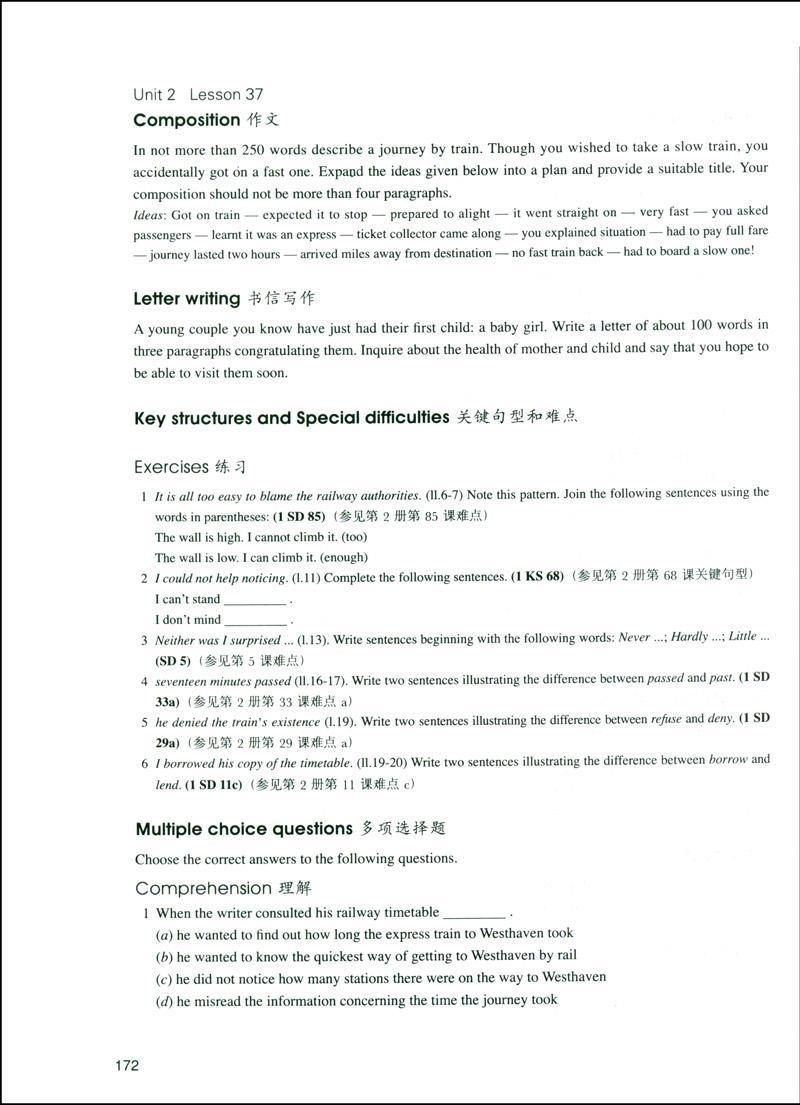 Unit 2 Lesson 37
Composition 作文
In not more than 250 words describe a journey by train. Though you wished to take a slow train, you
accidentally got on a fast one. Expand the ideas given below into a plan and provide a suitable title. Your
composition should not be more than four paragraphs.
Ideas: Got on train — expected it to stop — prepared to alight — it went straight on — very fast — you asked
passengers — learnt it was an express — ticket collector came along — you explained situation — had to pay full fare
— journey lasted two hours — arrived miles away from destination — no fast train back — had to board a slow one!
Letter writing 书信写作
A young couple you know have just had their first child: a baby girl. Write a letter of about 100 words in
three paragraphs congratulating them. Inquire about the health of mother and child and say that you hope to
be able to visit them soon.
Key structures and Special difficulties 关键句型和难点
Exercises 练习
1 It is all too easy to blame the railway authorities. (ll.6-7) Note this pattern. Join the following sentences using the
words in parentheses: (1 SD 85)（参见第 2 册第 85 课难点）
The wall is high. I cannot climb it. (too)
The wall is low. I can climb it. (enough)
2 I could not help noticing. (l.11) Complete the following sentences. (1 KS 68)（参见第 2 册第 68 课关键句型）
I can't stand _________ .
I don't mind _________ .
3 Neither was I surprised ... (l.13). Write sentences beginning with the following words: Never ...; Hardly ...; Little ...
(SD 5)（参见第 5 课难点）
4 seventeen minutes passed (ll.16-17). Write two sentences illustrating the difference between passed and past. (1 SD
33a)（参见第 2 册第 33 课难点 a）
5 he denied the train's existence (l.19). Write two sentences illustrating the difference between refuse and deny. (1 SD
29a)（参见第 2 册第 29 课难点 a）
6 I borrowed his copy of the timetable. (ll.19-20) Write two sentences illustrating the difference between borrow and
lend. (1 SD 11c)（参见第 2 册第 11 课难点 c）
Multiple choice questions 多项选择题
Choose the correct answers to the following questions.
Comprehension 理解
1 When the writer consulted his railway timetable _________ .
(a) he wanted to find out how long the express train to Westhaven took
(b) he wanted to know the quickest way of getting to Westhaven by rail
(c) he did not notice how many stations there were on the way to Westhaven
(d) he misread the information concerning the time the journey took
172